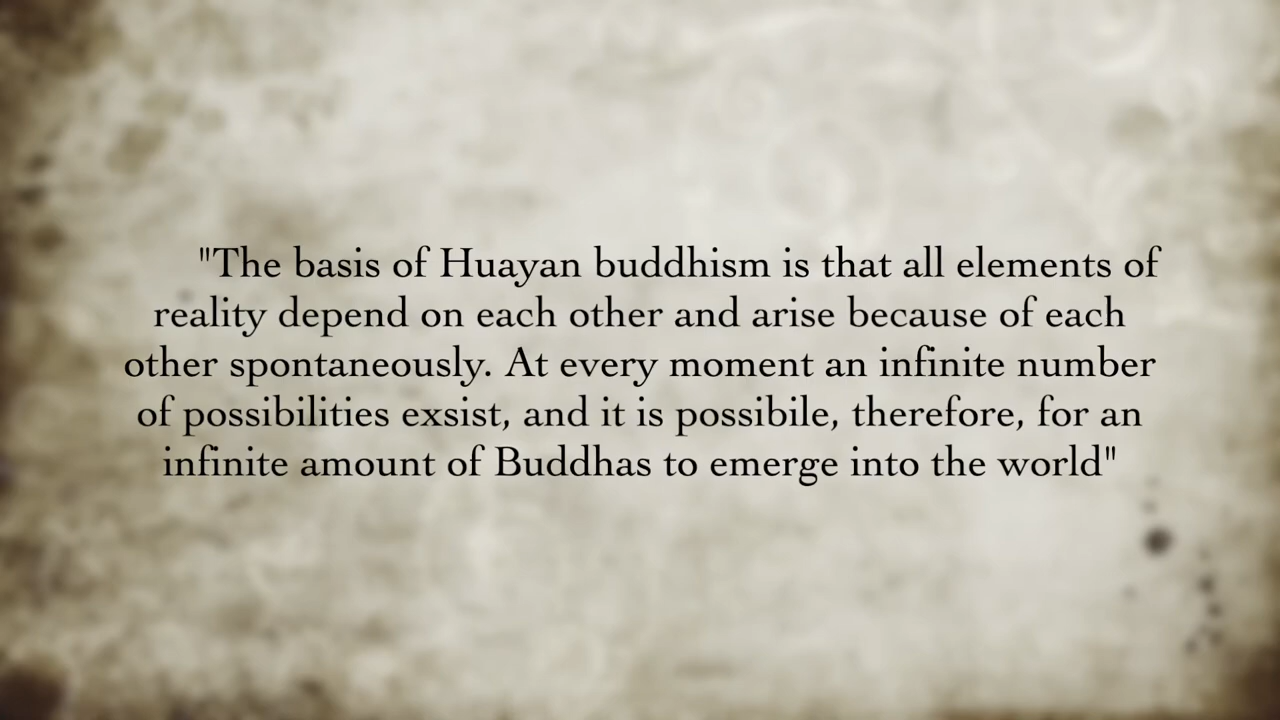 "The basis of Huayan buddhism is that all elements of
reality depend on each other and arise because of each
other spontaneously. At every moment an infinite number
of possibilities exsist, and it is possibile, therefore, for an
infinite amount of Buddhas to emerge into the world"